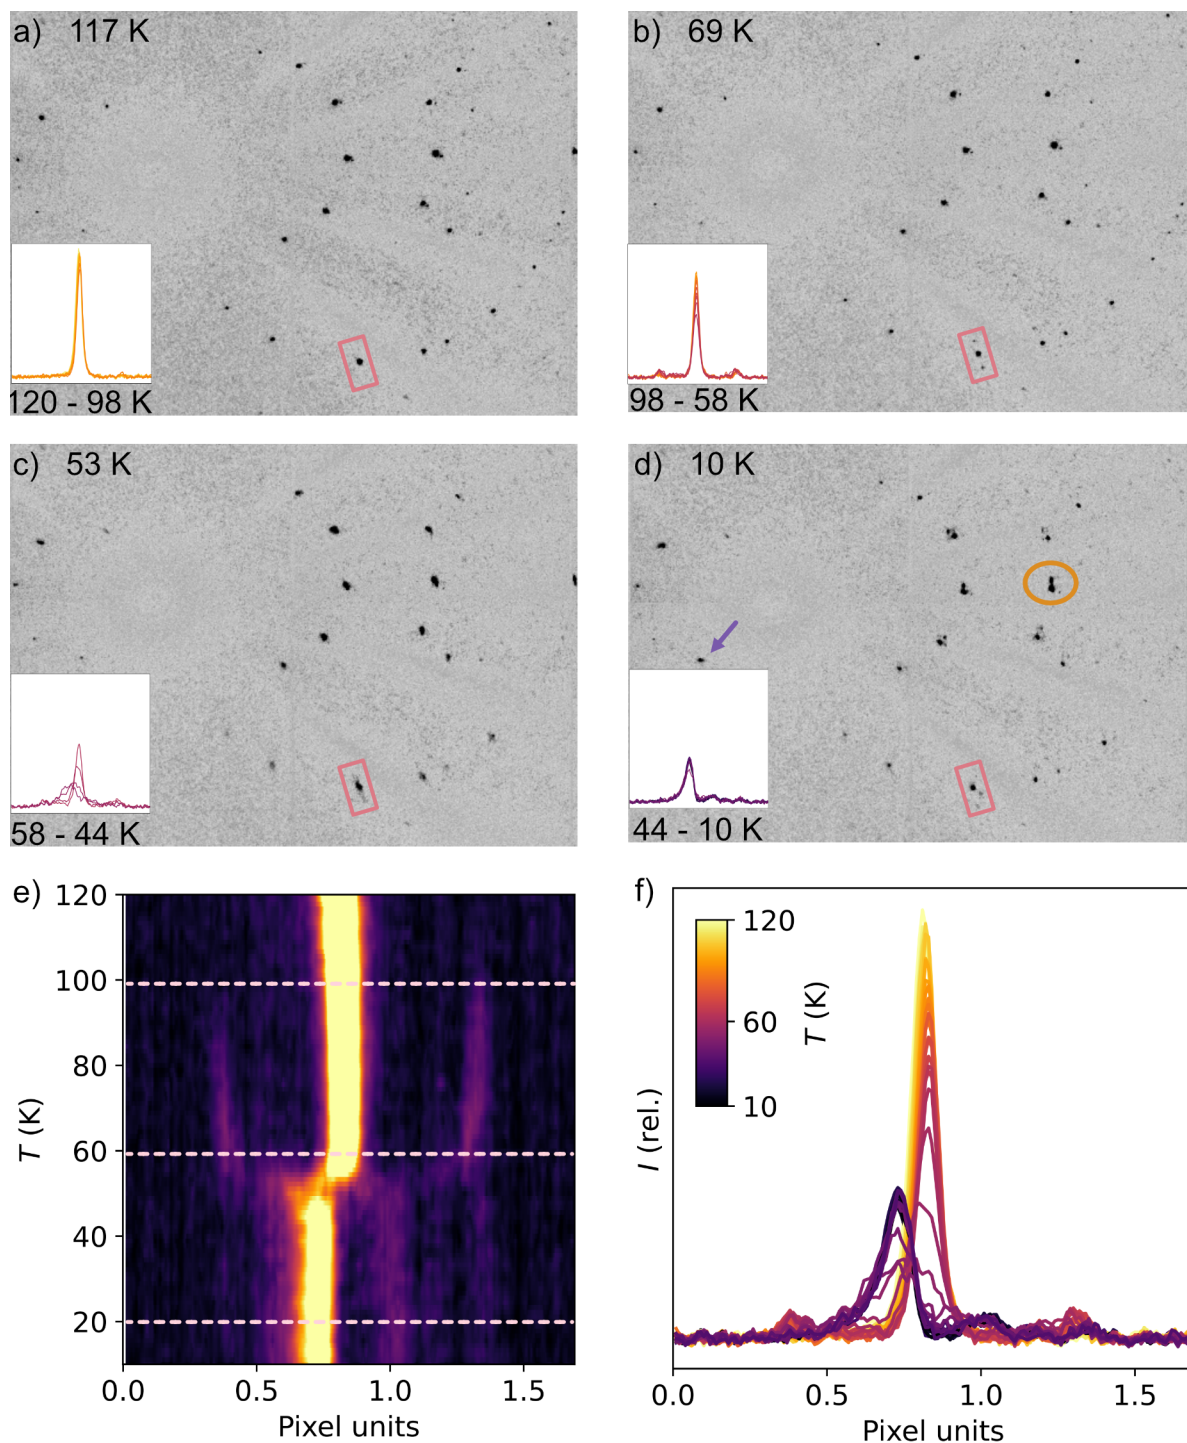 a) 117 K
b) 69 K
120 - 98 K
98 - 58 K
c) 53 K
d) 10 K
58 - 44 K
44 - 10 K
e)
120
100
80
60
40
20
T (K)
0.0 0.5 1.0 1.5
Pixel units
f)
120
60
10
T (K)
I (rel.)
0.0 0.5 1.0 1.5
Pixel units